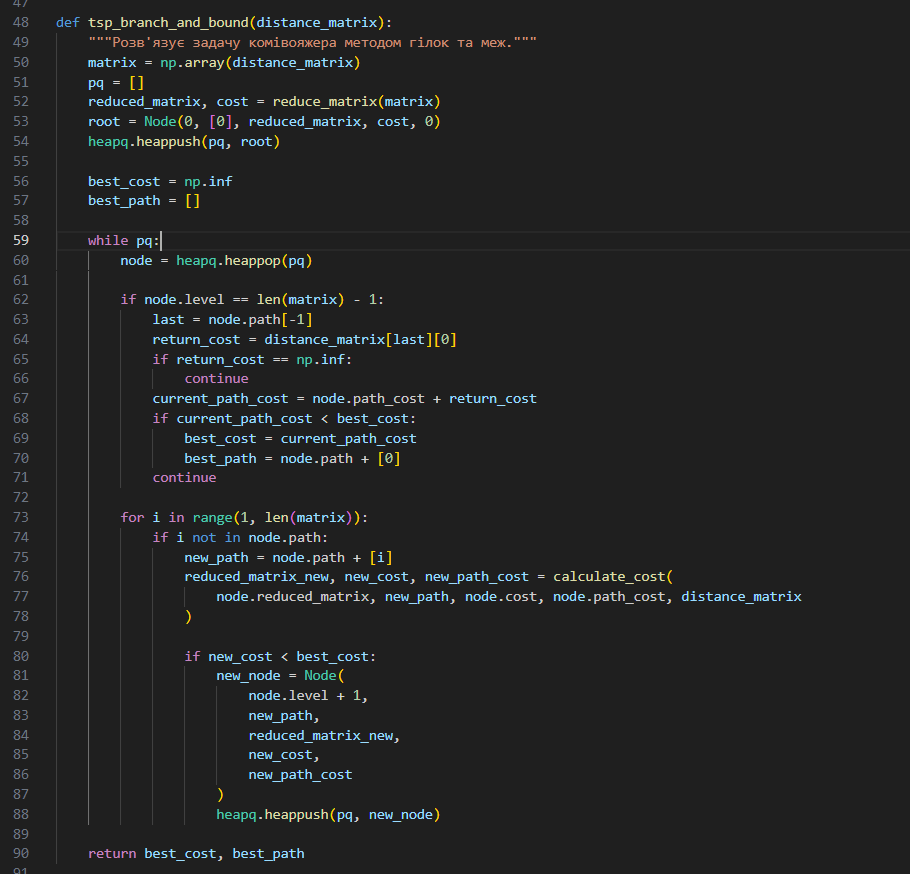 47
48 def tsp_branch_and_bound(distance_matrix):
49     """Розв'язує задачу комівояжера методом гілок та меж."""
50     matrix = np.array(distance_matrix)
51     pq = []
52     reduced_matrix, cost = reduce_matrix(matrix)
53     root = Node(0, [0], reduced_matrix, cost, 0)
54     heapq.heappush(pq, root)
55
56     best_cost = np.inf
57     best_path = []
58
59     while pq:
60         node = heapq.heappop(pq)
61
62         if node.level == len(matrix) - 1:
63             last = node.path[-1]
64             return_cost = distance_matrix[last][0]
65             if return_cost == np.inf:
66                 continue
67             current_path_cost = node.path_cost + return_cost
68             if current_path_cost < best_cost:
69                 best_cost = current_path_cost
70                 best_path = node.path + [0]
71             continue
72
73         for i in range(1, len(matrix)):
74             if i not in node.path:
75                 new_path = node.path + [i]
76                 reduced_matrix_new, new_cost, new_path_cost = calculate_cost(
77                     node.reduced_matrix, new_path, node.cost, node.path_cost, distance_matrix
78                 )
79
80                 if new_cost < best_cost:
81                     new_node = Node(
82                         node.level + 1,
83                         new_path,
84                         reduced_matrix_new,
85                         new_cost,
86                         new_path_cost
87                     )
88                     heapq.heappush(pq, new_node)
89
90     return best_cost, best_path
91